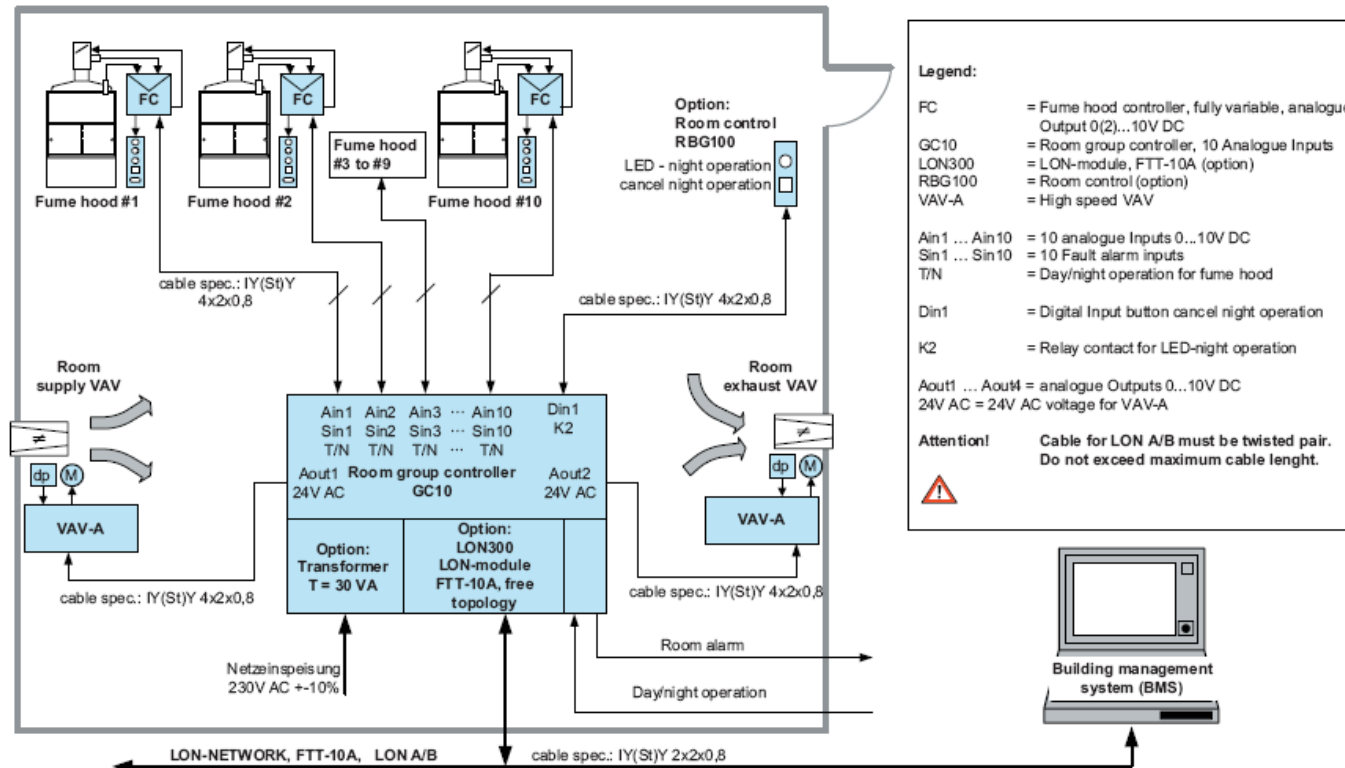 FC
FC
FC
Fume hood #1
Fume hood #2
Fume hood
#3 to #9
Fume hood #10
Option:
Room control
RBG100
LED - night operation
cancel night operation
cable spec.: IY(St)Y
4x2x0,8
cable spec.: IY(St)Y 4x2x0,8
Room
supply VAV
≠
dp
M
VAV-A
cable spec.: IY(St)Y 4x2x0,8
Ain1 Ain2 Ain3 ... Ain10 Din1
Sin1 Sin2 Sin3 ... Sin10 K2
T/N T/N T/N ... T/N
Aout1 Room group controller Aout2
24V AC GC10 24V AC
Option:
Transformer
T = 30 VA
Option:
LON300
LON-module
FTT-10A, free
topology
Room
exhaust VAV
≠
dp
M
VAV-A
cable spec.: IY(St)Y 4x2x0,8
Netzeinspeisung
230V AC +-10%
Room alarm
Day/night operation
LON-NETWORK, FTT-10A, LON A/B cable spec.: IY(St)Y 2x2x0,8
Legend:
FC = Fume hood controller, fully variable, analogue
Output 0(2)...10V DC
GC10 = Room group controller, 10 Analogue Inputs
LON300 = LON-module, FTT-10A (option)
RBG100 = Room control (option)
VAV-A = High speed VAV
Ain1 ... Ain10 = 10 analogue Inputs 0...10V DC
Sin1 ... Sin10 = 10 Fault alarm inputs
T/N = Day/night operation for fume hood
Din1 = Digital Input button cancel night operation
K2 = Relay contact for LED-night operation
Aout1 ... Aout4 = analogue Outputs 0...10V DC
24V AC = 24V AC voltage for VAV-A
Attention! Cable for LON A/B must be twisted pair.
Do not exceed maximum cable lenght.
!
Building management
system (BMS)